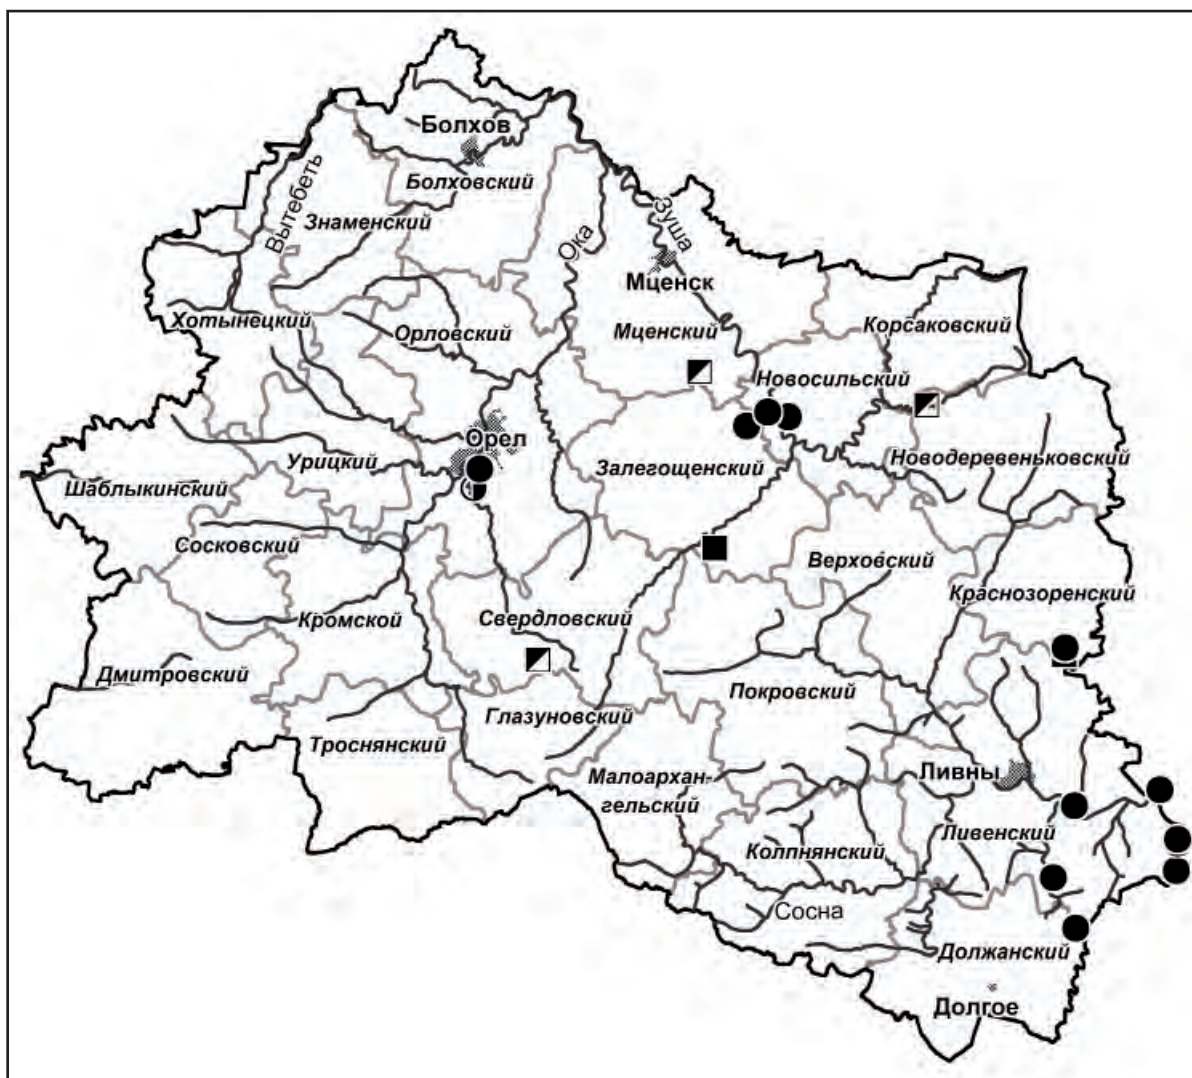 Болхов
Болховский
Вытебеть
Знаменский
Зуша
Ока
Мценск
Хотынецкий
Орловский
Мценский
Корсаковский
Новосильский
Орел
Урицкий
Залегощенский
Новодеревеньковский
Шаблыкинский
Сосковский
Верховский
Краснозоренский
Кромской
Свердловский
Дмитровский
Покровский
Глазуновский
Троснянский
Малоархан-
гельский
Ливны
Ливенский
Колпнянский
Сосна
Должанский
Долгое